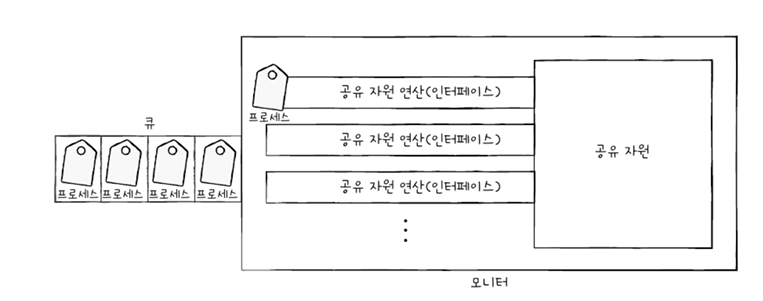 공유 자원 연산(인터페이스)
프로세스
큐
공유 자원 연산(인터페이스)
공유 자원
프로세스 프로세스 프로세스 프로세스
공유 자원 연산(인터페이스)
모니터